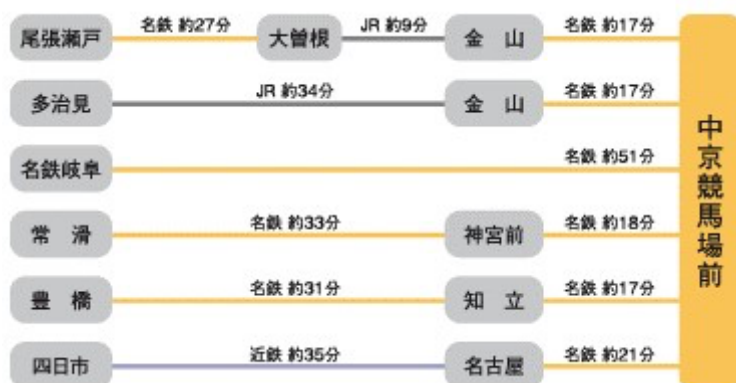 尾張瀬戸 名鉄 約27分 大曽根 JR 約9分 金 山 名鉄 約17分
多治見 JR 約34分 金 山 名鉄 約17分
名鉄岐阜 名鉄 約51分
常 滑 名鉄 約33分 神宮前 名鉄 約18分
豊 橋 名鉄 約31分 知 立 名鉄 約17分
四日市 近鉄 約35分 名古屋 名鉄 約21分
中京競馬場前